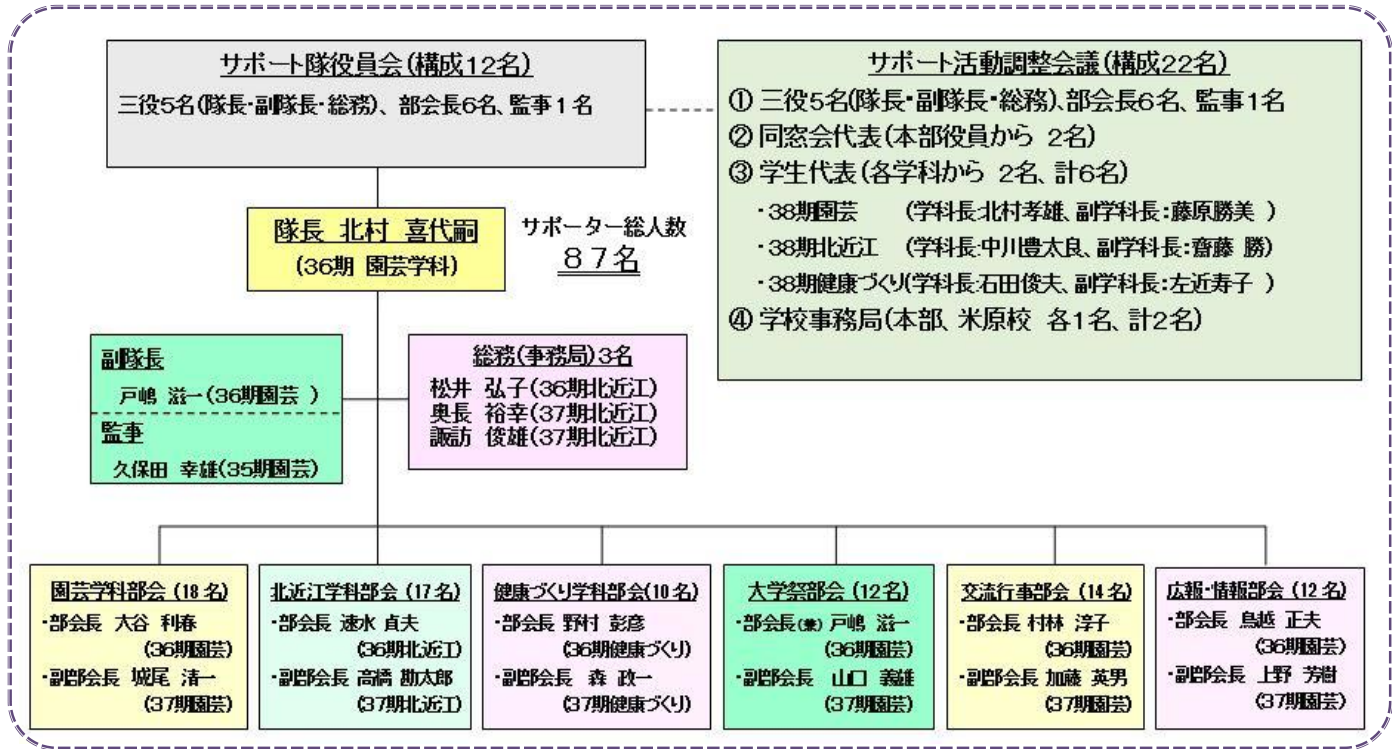 サポート隊役員会(構成12名)
三役5名(隊長・副隊長・総務)、部会長6名、監事1名
サポート活動調整会議(構成22名)
① 三役5名(隊長・副隊長・総務)、部会長6名、監事1名
② 同窓会代表(本部役員から 2名)
③ 学生代表(各学科から 2名、計6名)
・38期園芸 (学科長:北村孝雄、副学科長:藤原勝美 )
・38期北近江 (学科長:中川豊太良、副学科長:齋藤 勝)
・38期健康づくり(学科長:石田俊夫、副学科長:左近寿子 )
④ 学校事務局(本部、米原校 各1名、計2名)
隊長 北村 喜代嗣
(36期 園芸学科)
サポーター総人数
87名
副隊長
戸嶋 滋一(36期園芸 )
監事
久保田 幸雄(35期園芸)
総務(事務局)3名
松井 弘子(36期北近江)
奥長 裕幸(37期北近江)
諏訪 俊雄(37期北近江)
園芸学科部会 (18名)
・部会長 大谷 利春
(36期園芸)
・副部会長 城尾 清一
(37期園芸)
北近江学科部会 (17名)
・部会長 速水 貞夫
(36期北近江)
・副部会長 高橋 勘太郎
(37期北近江)
健康づくり学科部会(10名)
・部会長 野村 彭彦
(36期健康づくり)
・副部会長 森 政一
(37期健康づくり)
大学祭部会 (12名)
・部会長(兼) 戸嶋 滋一
(36期園芸)
・副部会長 山口 義雄
(37期園芸)
交流行事部会 (14名)
・部会長 村林 淳子
(36期園芸)
・副部会長 加藤 英男
(37期園芸)
広報・情報部会 (12名)
・部会長 鳥越 正夫
(36期園芸)
・副部会長 上野 芳樹
(37期園芸)